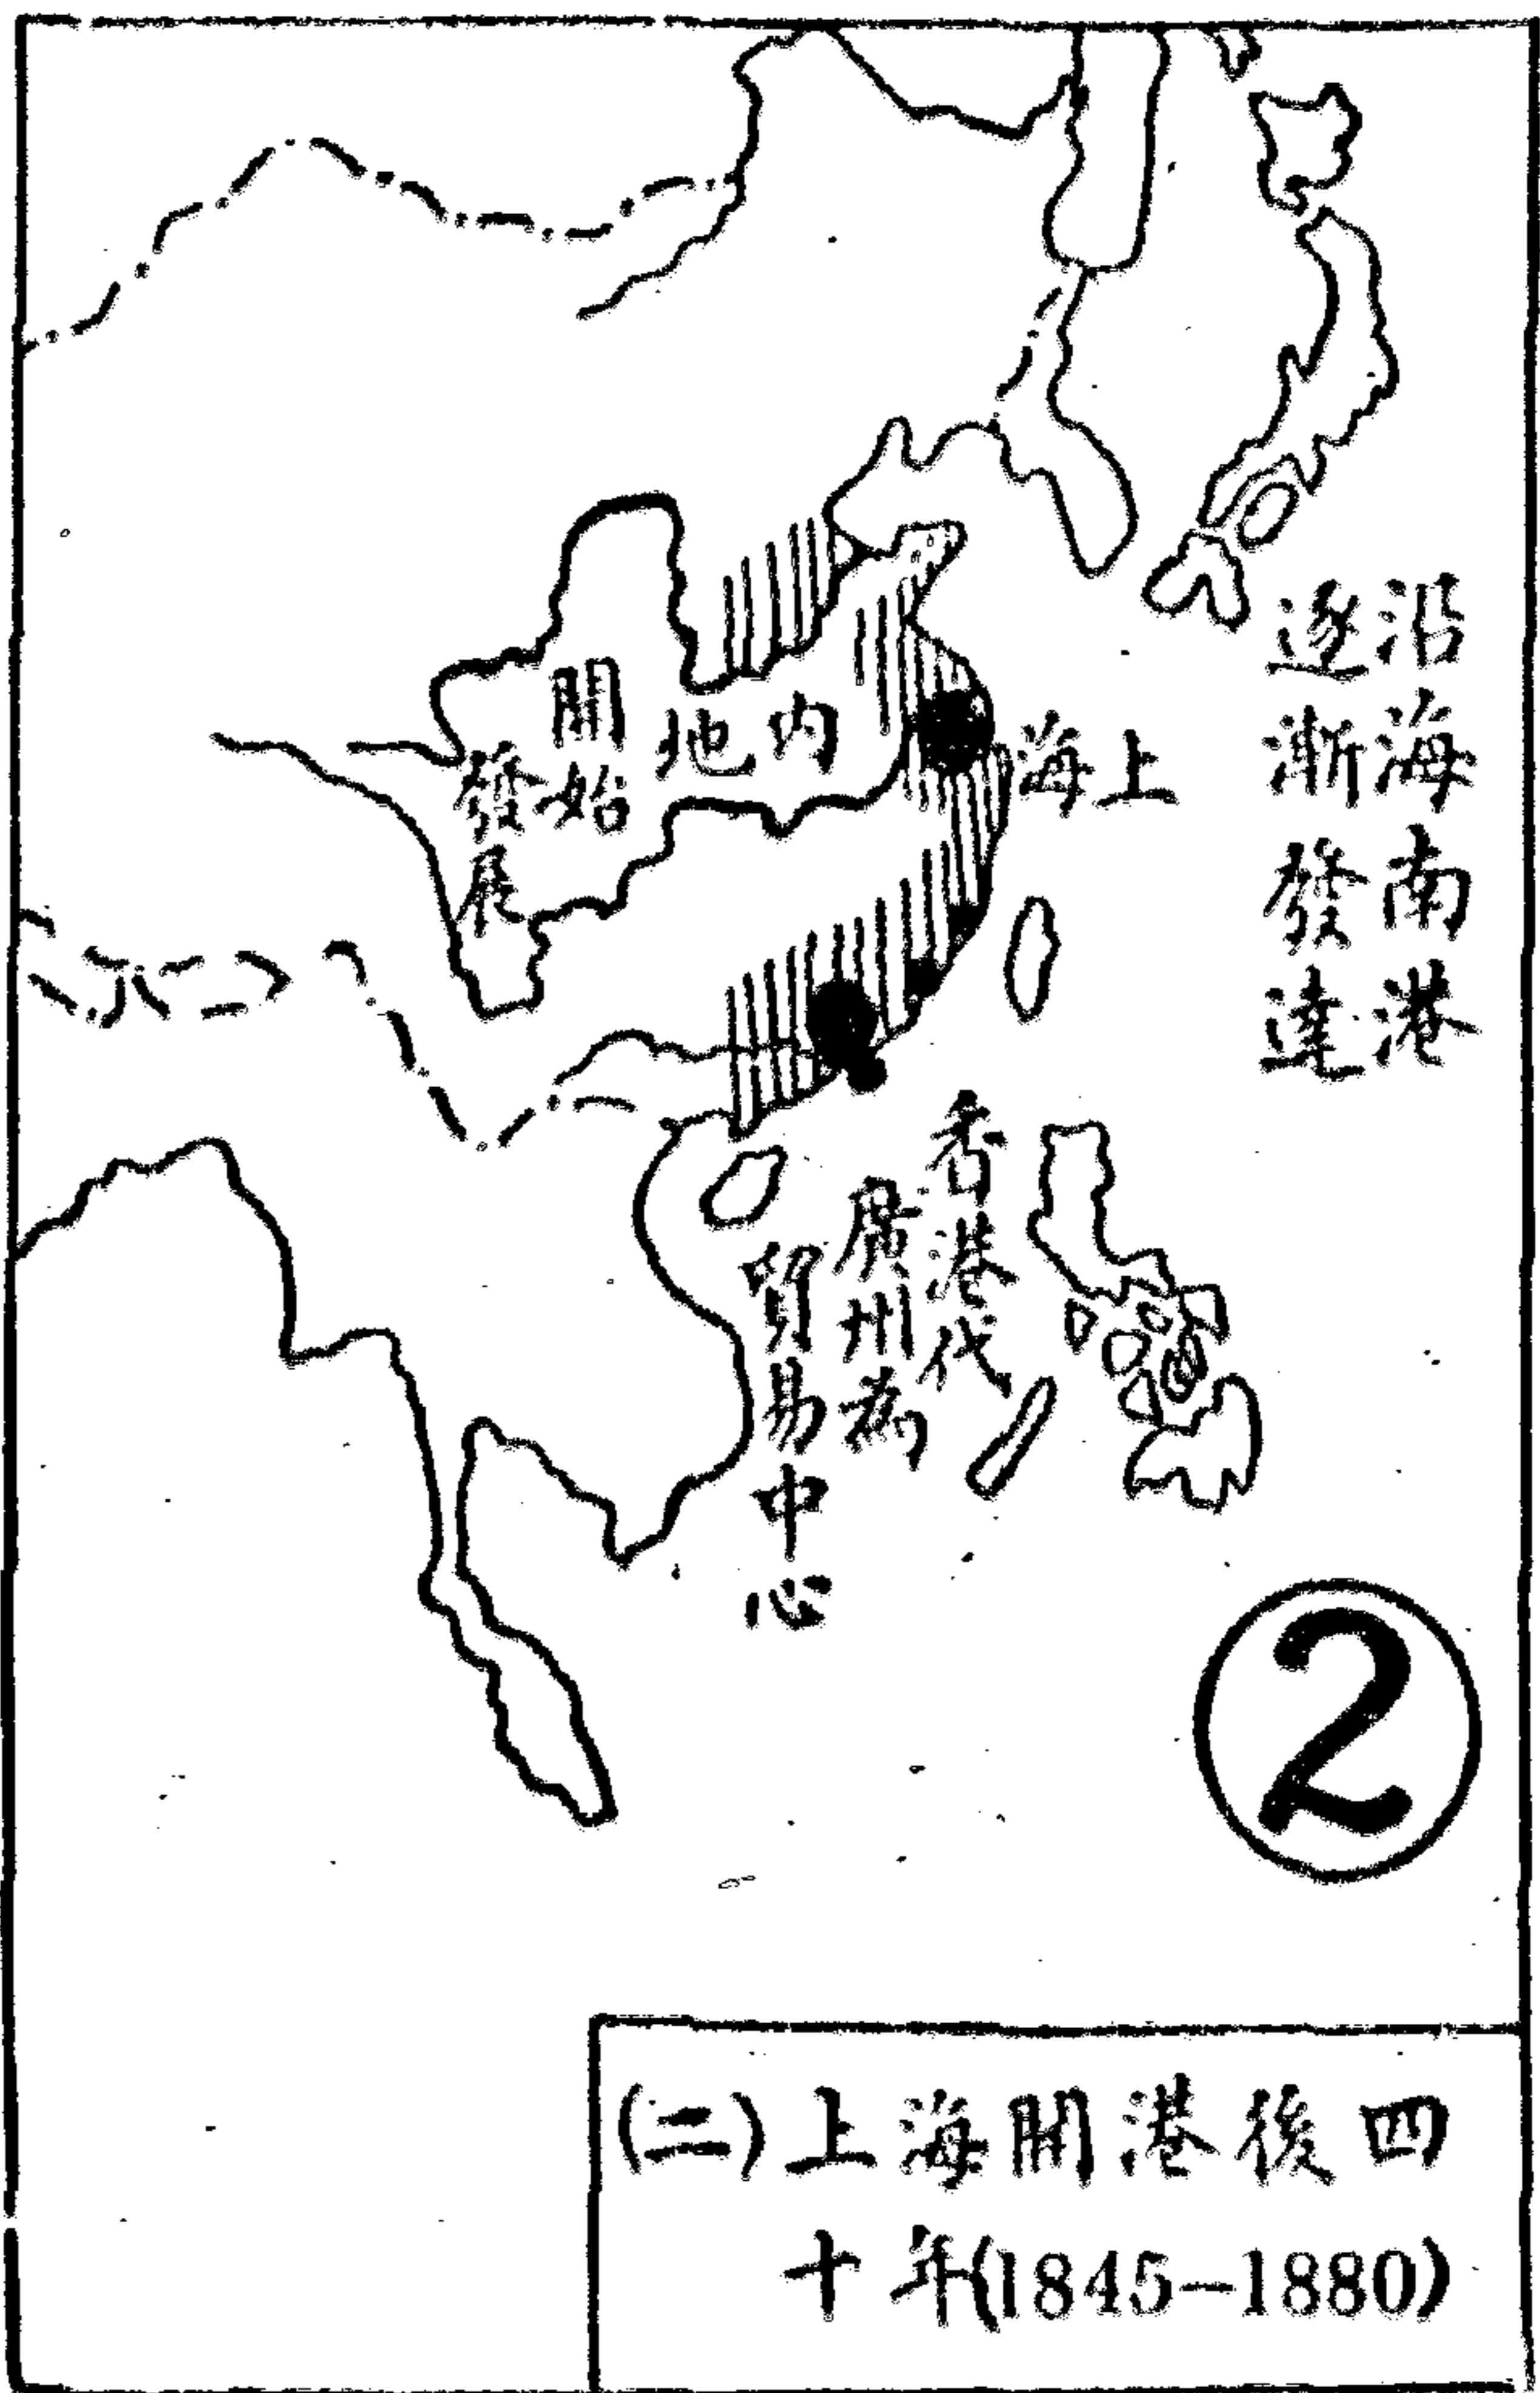 沿海南港
逐漸發達
上海
內地
開始
發展
香港代
廣州為
貿易中心
2
(二)上海開港後四
十年(1845-1880)